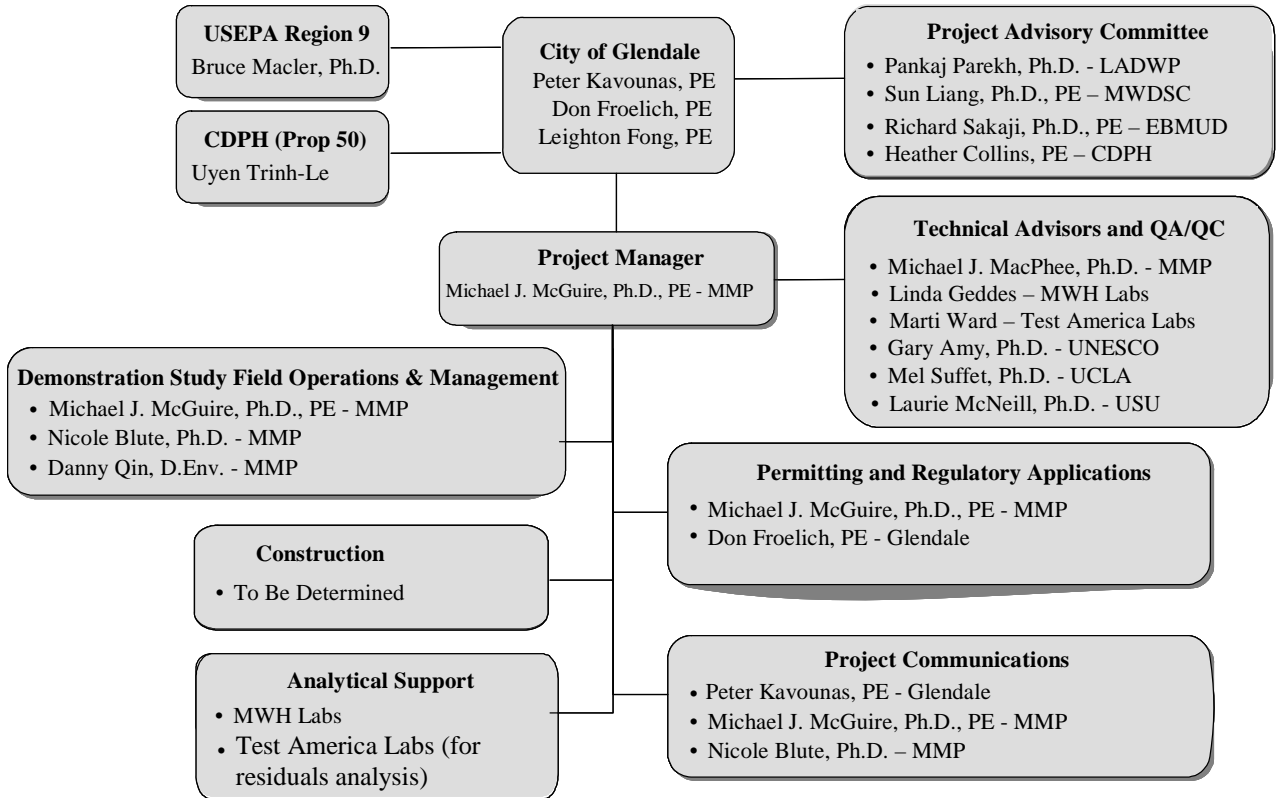 USEPA Region 9
Bruce Macler, Ph.D.
CDPH (Prop 50)
Uyen Trinh-Le
City of Glendale
Peter Kavounas, PE
Don Froelich, PE
Leighton Fong, PE
Project Advisory Committee
• Pankaj Parekh, Ph.D. - LADWP
• Sun Liang, Ph.D., PE – MWDSC
• Richard Sakaji, Ph.D., PE – EBMUD
• Heather Collins, PE – CDPH
Project Manager
Michael J. McGuire, Ph.D., PE - MMP
Technical Advisors and QA/QC
• Michael J. MacPhee, Ph.D. - MMP
• Linda Geddes – MWH Labs
• Marti Ward – Test America Labs
• Gary Amy, Ph.D. - UNESCO
• Mel Suffet, Ph.D. - UCLA
• Laurie McNeill, Ph.D. - USU
Demonstration Study Field Operations & Management
• Michael J. McGuire, Ph.D., PE - MMP
• Nicole Blute, Ph.D. - MMP
• Danny Qin, D.Env. - MMP
Permitting and Regulatory Applications
• Michael J. McGuire, Ph.D., PE - MMP
• Don Froelich, PE - Glendale
Construction
• To Be Determined
Analytical Support
• MWH Labs
• Test America Labs (for
residuals analysis)
Project Communications
• Peter Kavounas, PE - Glendale
• Michael J. McGuire, Ph.D., PE - MMP
• Nicole Blute, Ph.D. – MMP